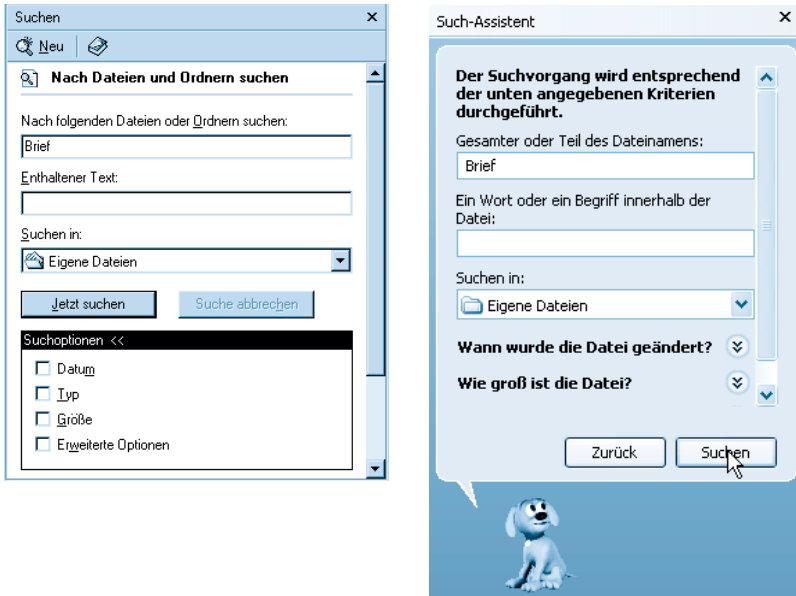 Suchen
Neu
Nach Dateien und Ordnern suchen
Nach folgenden Dateien oder Ordnern suchen:
Brief
Enthaltener Text:
Suchen in:
Eigene Dateien
Jetzt suchen
Suche abbrechen
Suchoptionen <<
Datum
Typ
Größe
Erweiterte Optionen
Such-Assistent
Der Suchvorgang wird entsprechend
der unten angegebenen Kriterien
durchgeführt.
Gesamter oder Teil des Dateinamens:
Brief
Ein Wort oder ein Begriff innerhalb der
Datei:
Suchen in:
Eigene Dateien
Wann wurde die Datei geändert?
Wie groß ist die Datei?
Zurück
Suchen